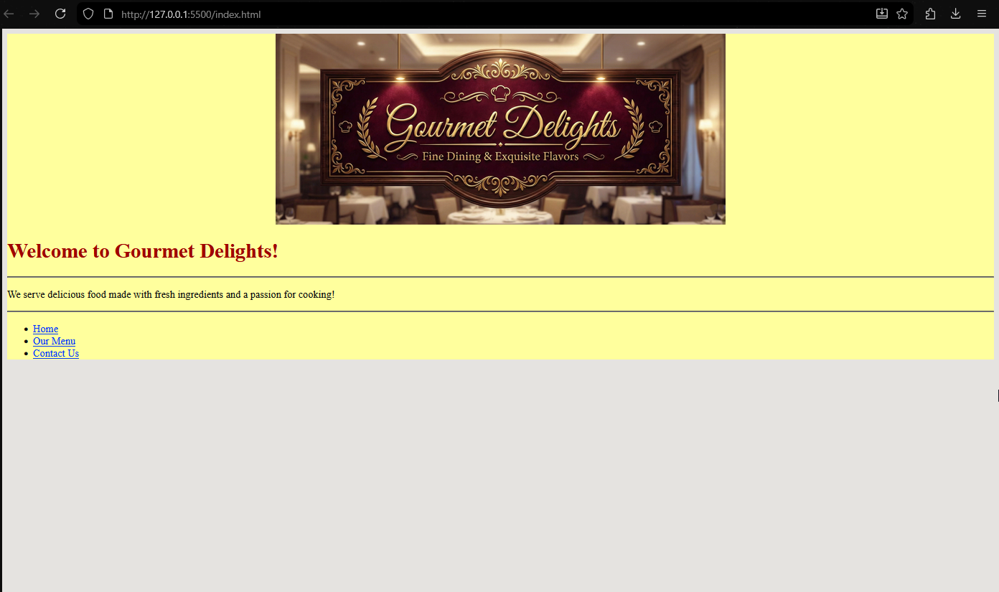 http://127.0.0.1:5500/index.html
Gourmet Delights
Fine Dining & Exquisite Flavors
Welcome to Gourmet Delights!
We serve delicious food made with fresh ingredients and a passion for cooking!
Home
Our Menu
Contact Us